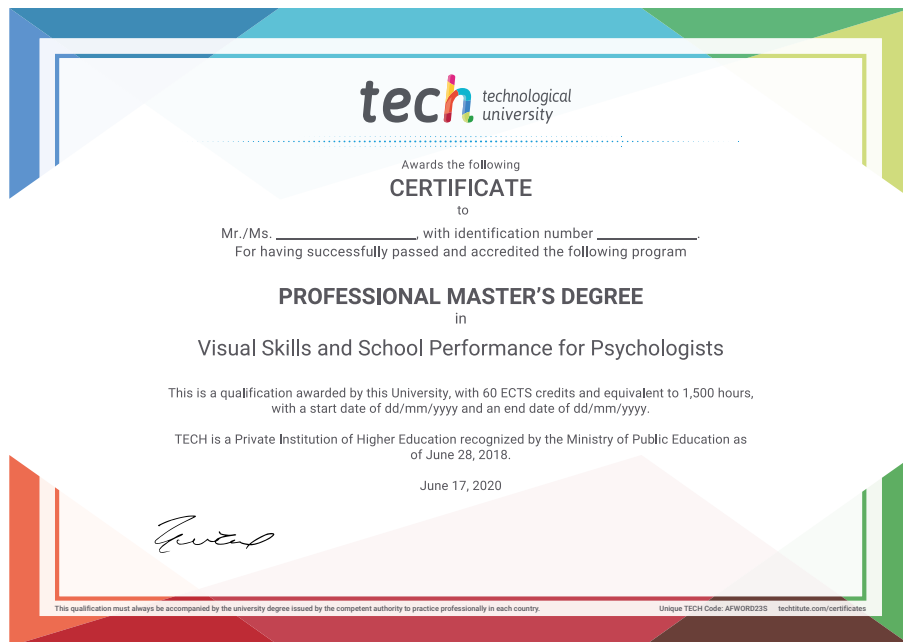 tech technological
university
Awards the following
CERTIFICATE
to
Mr./Ms. ____________________, with identification number ______________.
For having successfully passed and accredited the following program
PROFESSIONAL MASTER'S DEGREE
in
Visual Skills and School Performance for Psychologists
This is a qualification awarded by this University, with 60 ECTS credits and equivalent to 1,500 hours,
with a start date of dd/mm/yyyy and an end date of dd/mm/yyyy.
TECH is a Private Institution of Higher Education recognized by the Ministry of Public Education as
of June 28, 2018.
June 17, 2020
This qualification must always be accompanied by the university degree issued by the competent authority to practice professionally in each country. Unique TECH Code: AFWORD23S techtitute.com/certificates